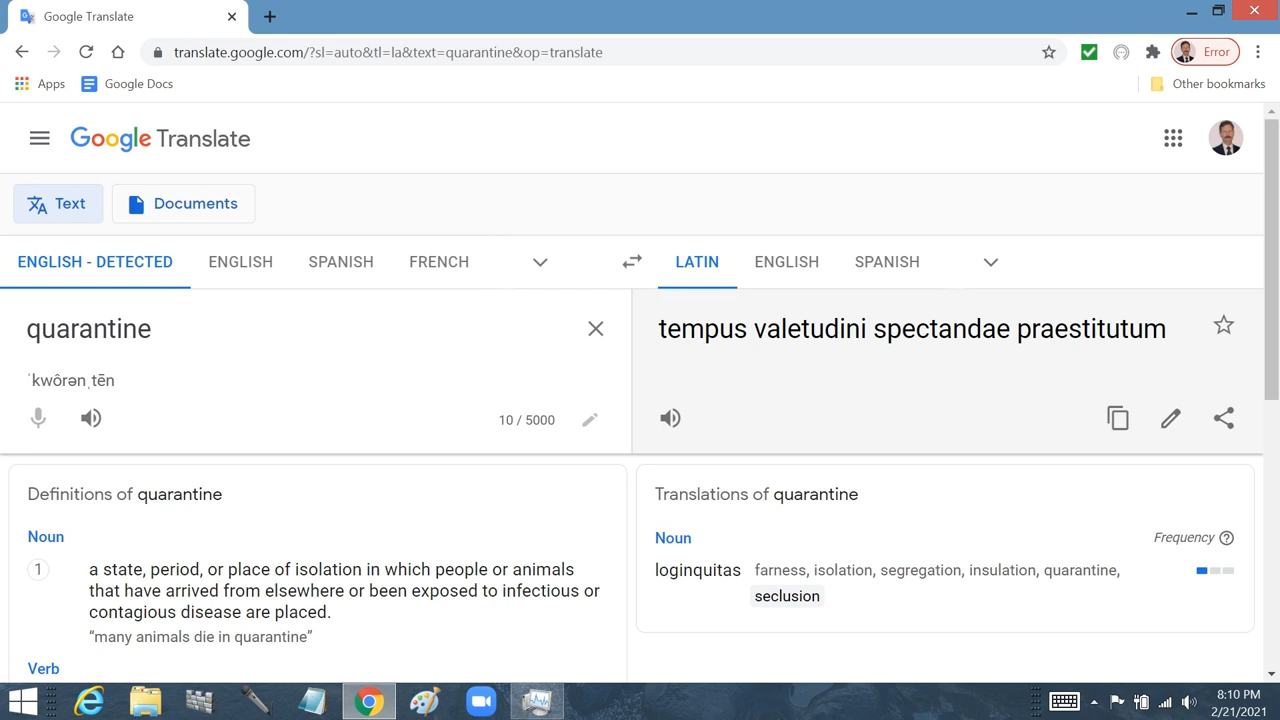 Google Translate
translate.google.com/?sl=auto&tl=la&text=quarantine&op=translate
Error
Apps
Google Docs
Other bookmarks
Google Translate
Text
Documents
ENGLISH - DETECTED
ENGLISH
SPANISH
FRENCH
LATIN
ENGLISH
SPANISH
quarantine
tempus valetudini spectandae praestitutum
ˈkwôrənˌtēn
10 / 5000
Definitions of quarantine
Noun
1
a state, period, or place of isolation in which people or animals
that have arrived from elsewhere or been exposed to infectious or
contagious disease are placed.
“many animals die in quarantine”
Verb
Translations of quarantine
Noun
Frequency
loginquitas
farness, isolation, segregation, insulation, quarantine,
seclusion
8:10 PM
2/21/2021